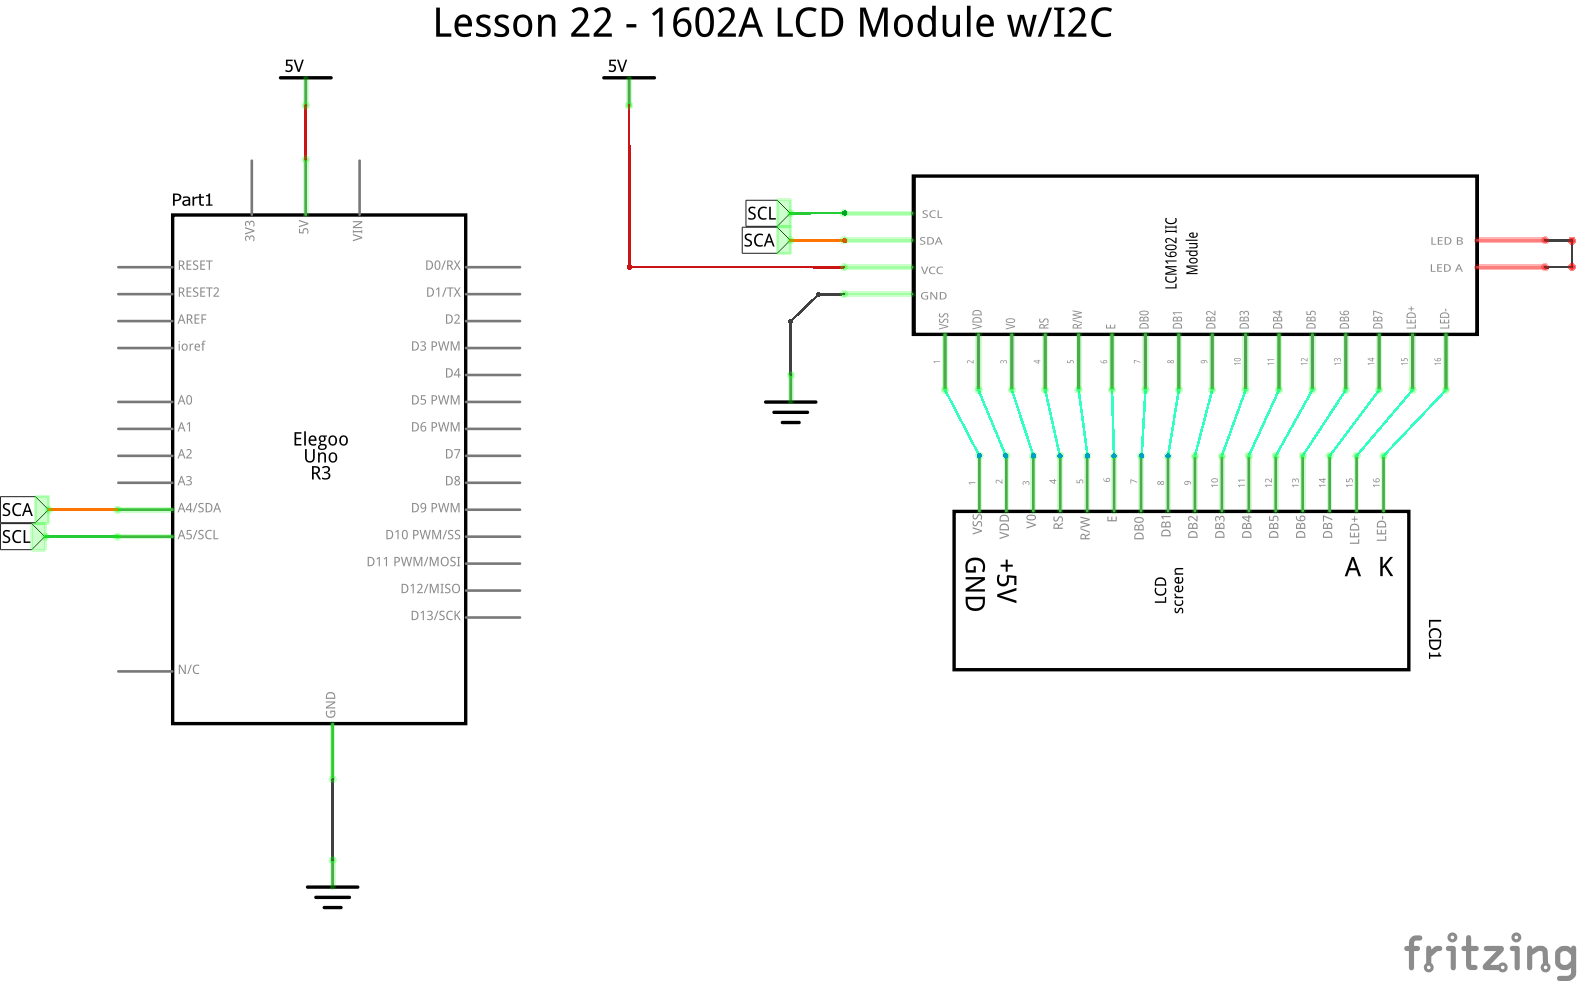 Lesson 22 - 1602A LCD Module w/I2C
5V
5V
Part1
3V3
5V
VIN
RESET
RESET2
AREF
ioref
A0
A1
A2
A3
A4/SDA
A5/SCL
N/C
D0/RX
D1/TX
D2
D3 PWM
D4
D5 PWM
D6 PWM
D7
D8
D9 PWM
D10 PWM/SS
D11 PWM/MOSI
D12/MISO
D13/SCK
Elegoo
Uno
R3
GND
SCA
SCL
SCL
SCA
SCL
SDA
VCC
GND
LCM1602 IIC
Module
LED B
LED A
VSS
VDD
V0
RS
R/W
E
DB0
DB1
DB2
DB3
DB4
DB5
DB6
DB7
LED+
LED-
1
2
3
4
5
6
7
8
9
10
11
12
13
14
15
16
1
2
3
4
5
6
7
8
9
10
11
12
13
14
15
16
VSS
VDD
V0
RS
R/W
E
DB0
DB1
DB2
DB3
DB4
DB5
DB6
DB7
LED+
LED-
GND
+5V
A K
LCD
screen
LCD1
fritzing